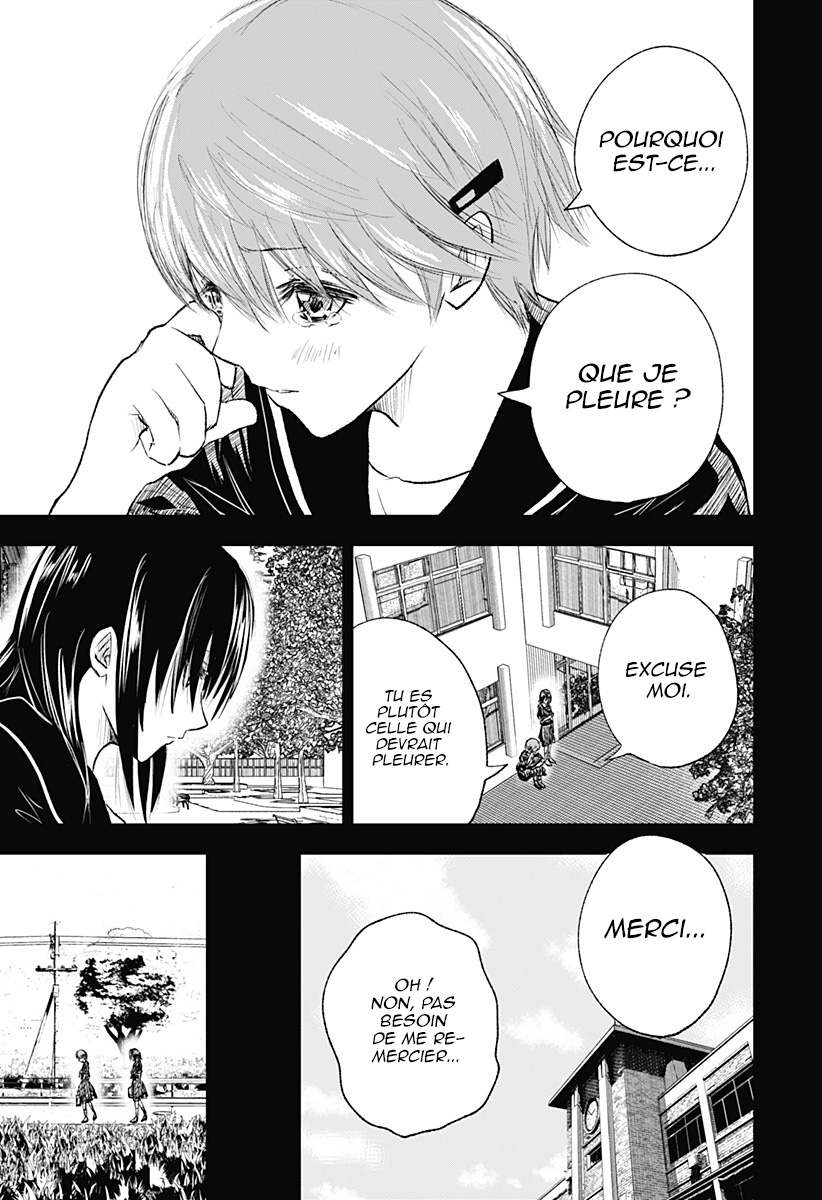 POURQUOI
EST-CE...
QUE JE
PLEURE ?
EXCUSE
MOI.
TU ES
PLUTÔT
CELLE QUI
DEVRAIT
PLEURER.
MERCI...
OH !
NON, PAS
BESOIN
DE ME RE-
MERCIER...